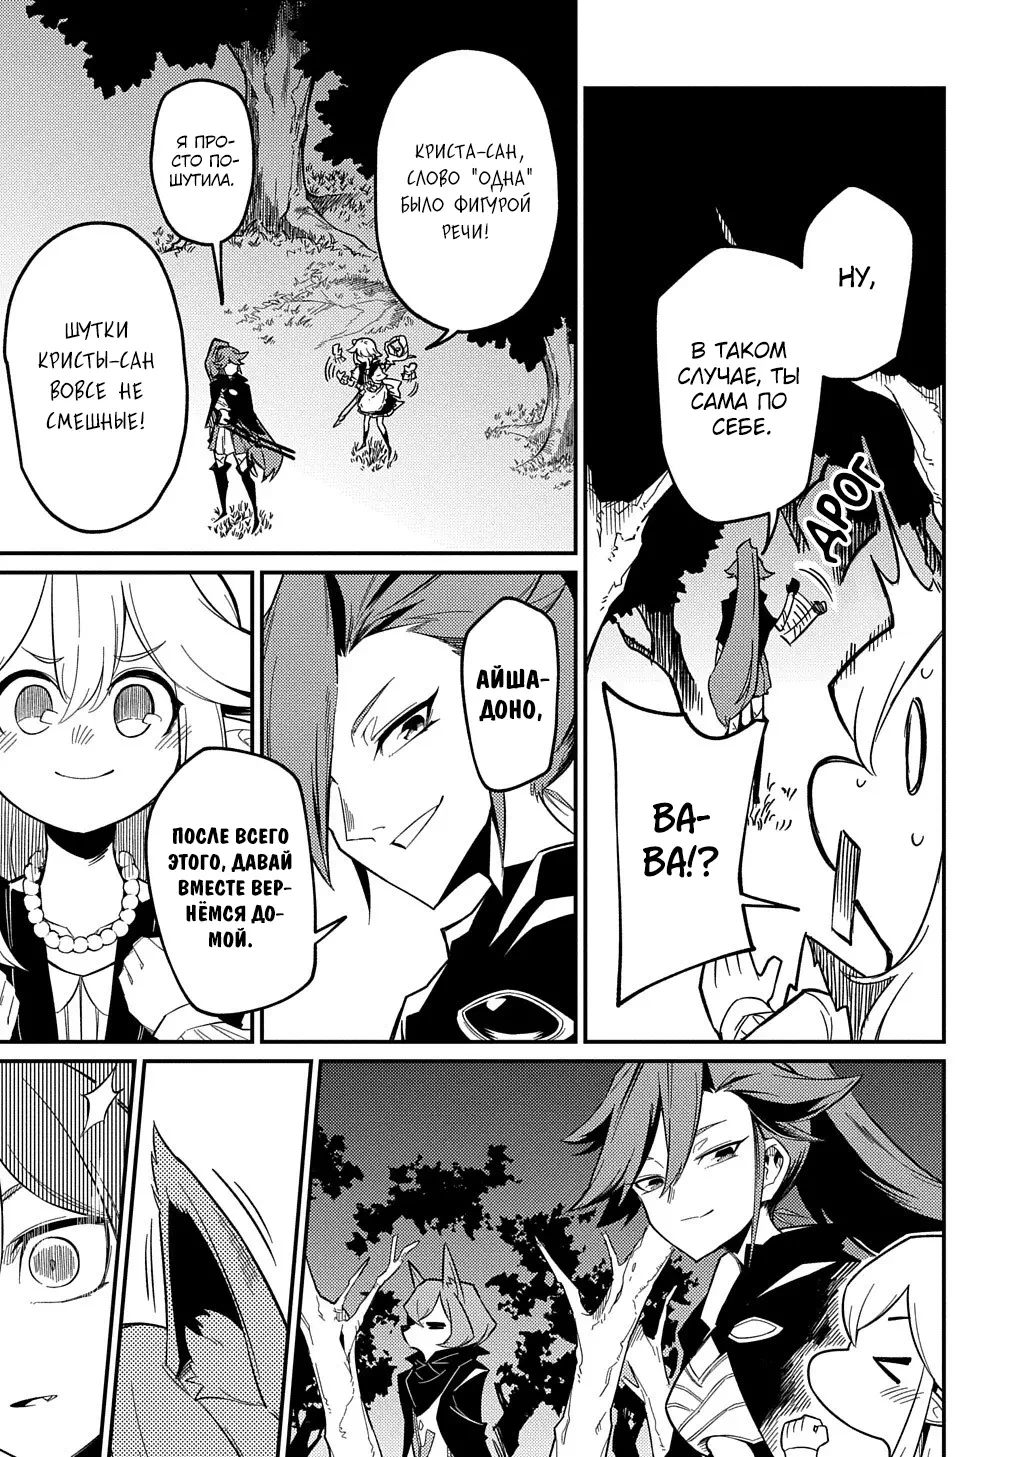 НУ,
В ТАКОМ
СЛУЧАЕ, ТЫ
САМА ПО
СЕБЕ.
ДРОГ
ВА-
ВА!?
КРИСТА-САН,
СЛОВО "ОДНА"
БЫЛО ФИГУРОЙ
РЕЧИ!
Я ПРО-
СТО ПО-
ШУТИЛА.
ШУТКИ
КРИСТЫ-САН
ВОВСЕ НЕ
СМЕШНЫЕ!
АЙША-
ДОНО,
ПОСЛЕ ВСЕГО
ЭТОГО, ДАВАЙ
ВМЕСТЕ ВЕР-
НЁМСЯ ДО-
МОЙ.